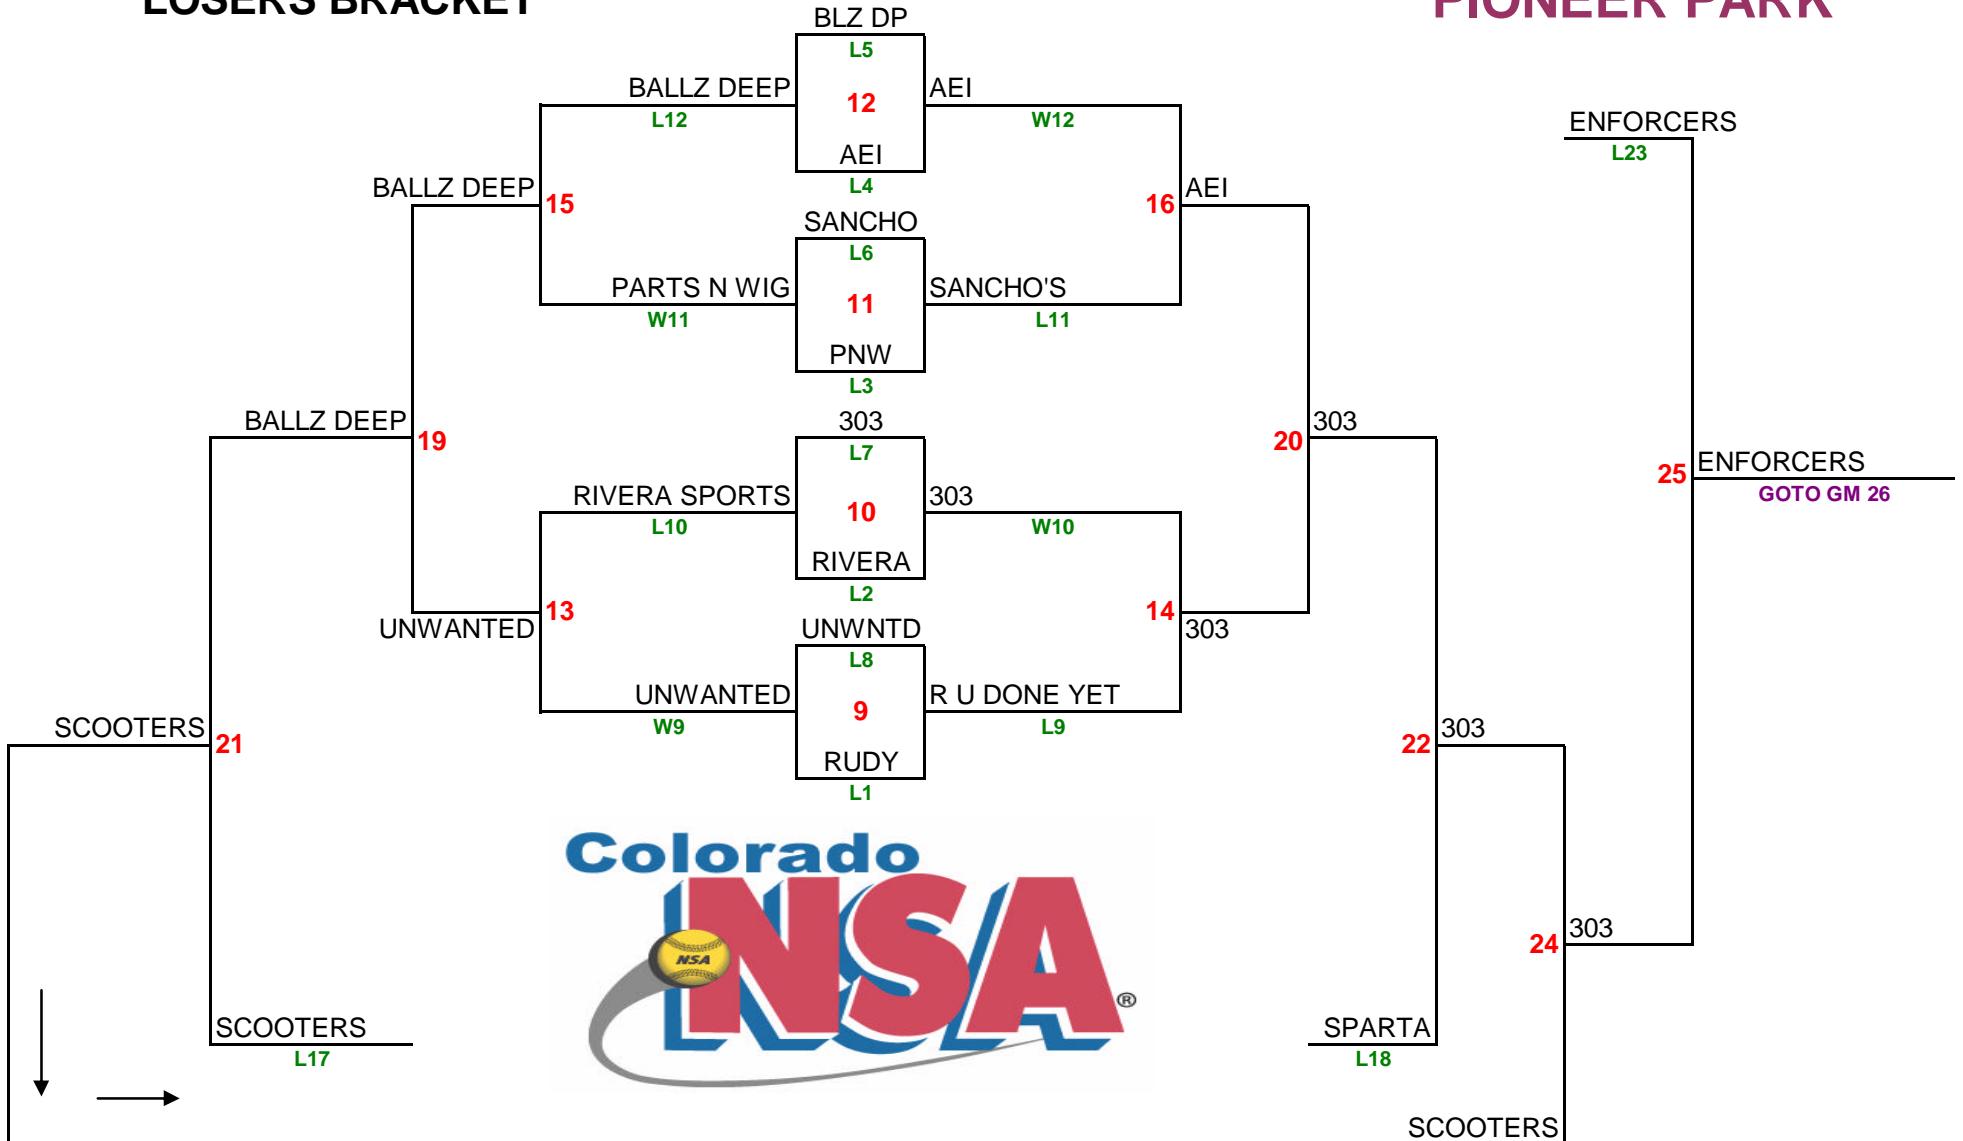 LOSERS BRACKET
PIONEER PARK
BLZ DP
L5
BALLZ DEEP
12
AEI
L12
W12
ENFORCERS
AEI
L23
L4
BALLZ DEEP
15
16
AEI
SANCHO
L6
PARTS N WIG
11
SANCHO'S
W11
L11
PNW
L3
303
BALLZ DEEP
19
L7
20
303
25
ENFORCERS
GOTO GM 26
RIVERA SPORTS
10
303
L10
W10
RIVERA
L2
13
14
UNWANTED
UNWNTD
303
L8
UNWANTED
9
R U DONE YET
W9
L9
SCOOTERS
21
22
303
RUDY
L1
Colorado
NSA
NSA
®
24
303
SCOOTERS
L17
SPARTA
L18
SCOOTERS